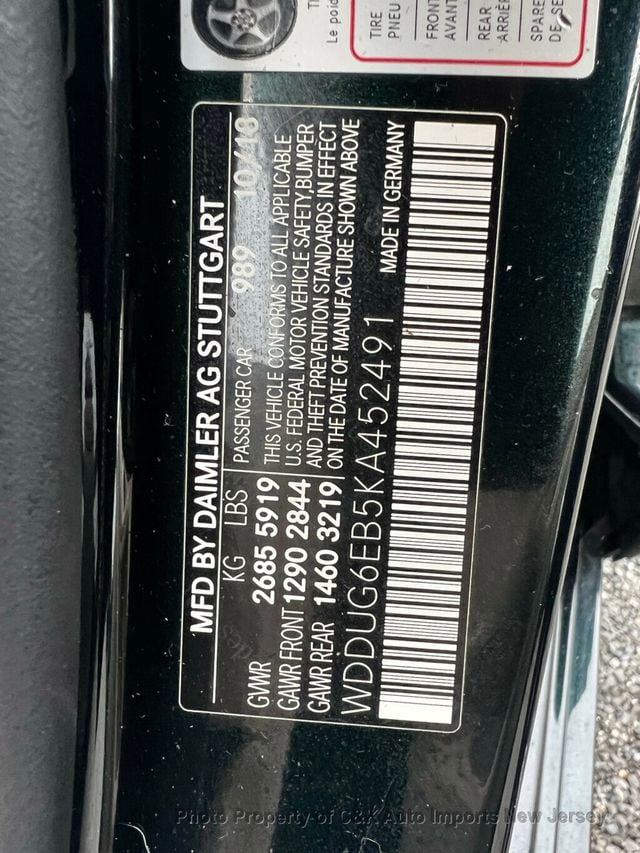 Le poid
TIRE
PNEU
FRONT
AVANT
REAR
ARRIÈR
SPARE
DE SE
MFD BY DAIMLER AG STUTTGART
KG LBS PASSENGER CAR 989 10/18
GVWR 2685 5919
GAWR FRONT 1290 2844
GAWR REAR 1460 3219
THIS VEHICLE CONFORMS TO ALL APPLICABLE
U.S. FEDERAL MOTOR VEHICLE SAFETY,BUMPER
AND THEFT PREVENTION STANDARDS IN EFFECT
ON THE DATE OF MANUFACTURE SHOWN ABOVE
WDDUG6EB5KA452491 MADE IN GERMANY
Photo Property of C&K Auto Imports New Jersey